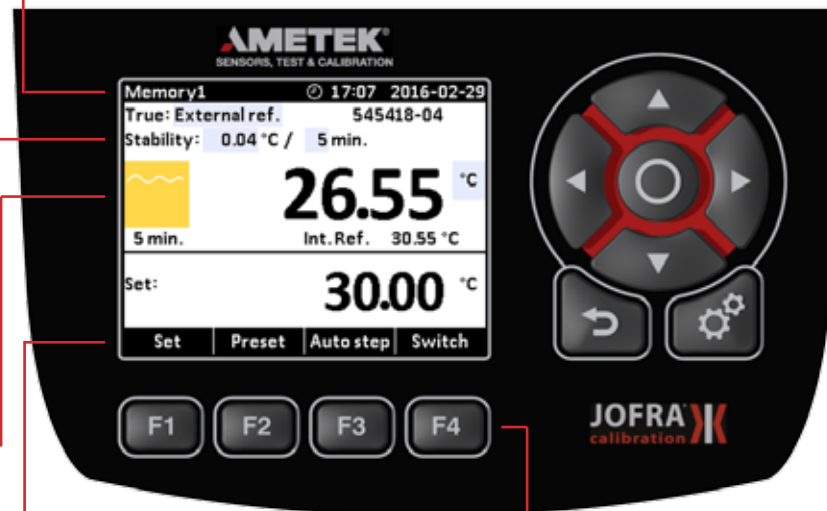 AMETEK®
SENSORS, TEST & CALIBRATION
Memory1 17:07 2016-02-29
True: External ref. 545418-04
Stability: 0.04 °C / 5 min.
26.55 °C
5 min. Int.Ref. 30.55 °C
Set: 30.00 °C
Set Preset Auto step Switch
F1 F2 F3 F4
JOFRA
calibration